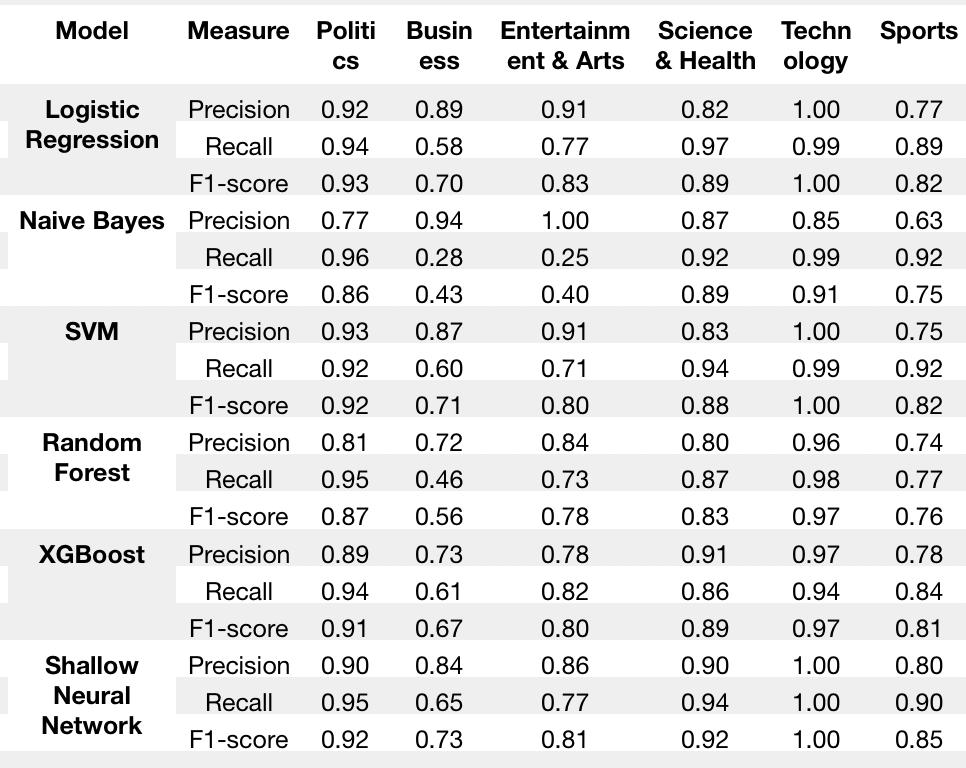 Model Measure Politi Busin Entertainm Science Techn Sports
cs ess ent & Arts & Health ology
Logistic Precision 0.92 0.89 0.91 0.82 1.00 0.77
Regression Recall 0.94 0.58 0.77 0.97 0.99 0.89
F1-score 0.93 0.70 0.83 0.89 1.00 0.82
Naive Bayes Precision 0.77 0.94 1.00 0.87 0.85 0.63
Recall 0.96 0.28 0.25 0.92 0.99 0.92
F1-score 0.86 0.43 0.40 0.89 0.91 0.75
SVM Precision 0.93 0.87 0.91 0.83 1.00 0.75
Recall 0.92 0.60 0.71 0.94 0.99 0.92
F1-score 0.92 0.71 0.80 0.88 1.00 0.82
Random Precision 0.81 0.72 0.84 0.80 0.96 0.74
Forest Recall 0.95 0.46 0.73 0.87 0.98 0.77
F1-score 0.87 0.56 0.78 0.83 0.97 0.76
XGBoost Precision 0.89 0.73 0.78 0.91 0.97 0.78
Recall 0.94 0.61 0.82 0.86 0.94 0.84
F1-score 0.91 0.67 0.80 0.89 0.97 0.81
Shallow Precision 0.90 0.84 0.86 0.90 1.00 0.80
Neural Recall 0.95 0.65 0.77 0.94 1.00 0.90
Network F1-score 0.92 0.73 0.81 0.92 1.00 0.85